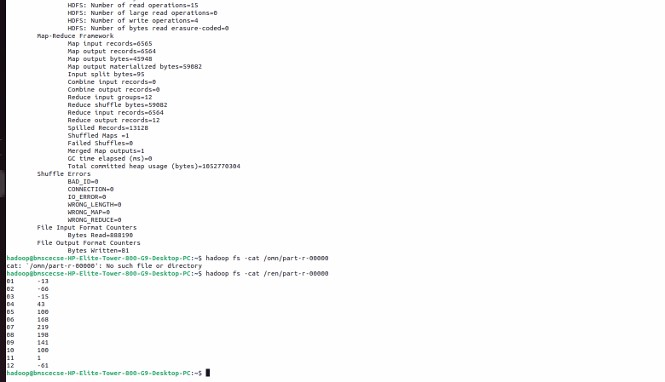 HDFS: Number of read operations=15
HDFS: Number of large read operations=0
HDFS: Number of write operations=4
HDFS: Number of bytes read erasure-coded=0
Map-Reduce Framework
Map input records=6565
Map output records=6564
Map output bytes=45948
Map output materialized bytes=59082
Input split bytes=95
Combine input records=0
Combine output records=0
Reduce input groups=12
Reduce shuffle bytes=59082
Reduce input records=6564
Reduce output records=12
Spilled Records=13128
Shuffled Maps =1
Failed Shuffles=0
Merged Map outputs=1
GC time elapsed (ms)=0
Total committed heap usage (bytes)=1052770304
Shuffle Errors
BAD_ID=0
CONNECTION=0
IO_ERROR=0
WRONG_LENGTH=0
WRONG_MAP=0
WRONG_REDUCE=0
File Input Format Counters
Bytes Read=888190
File Output Format Counters
Bytes Written=81
hadoop@bmscecse-HP-Elite-Tower-800-G9-Desktop-PC:~$ hadoop fs -cat /omn/part-r-00000
cat: `/omn/part-r-00000': No such file or directory
hadoop@bmscecse-HP-Elite-Tower-800-G9-Desktop-PC:~$ hadoop fs -cat /ren/part-r-00000
01 -13
02 -66
03 -15
04 43
05 100
06 168
07 219
08 198
09 141
10 100
11 1
12 -61
hadoop@bmscecse-HP-Elite-Tower-800-G9-Desktop-PC:~$